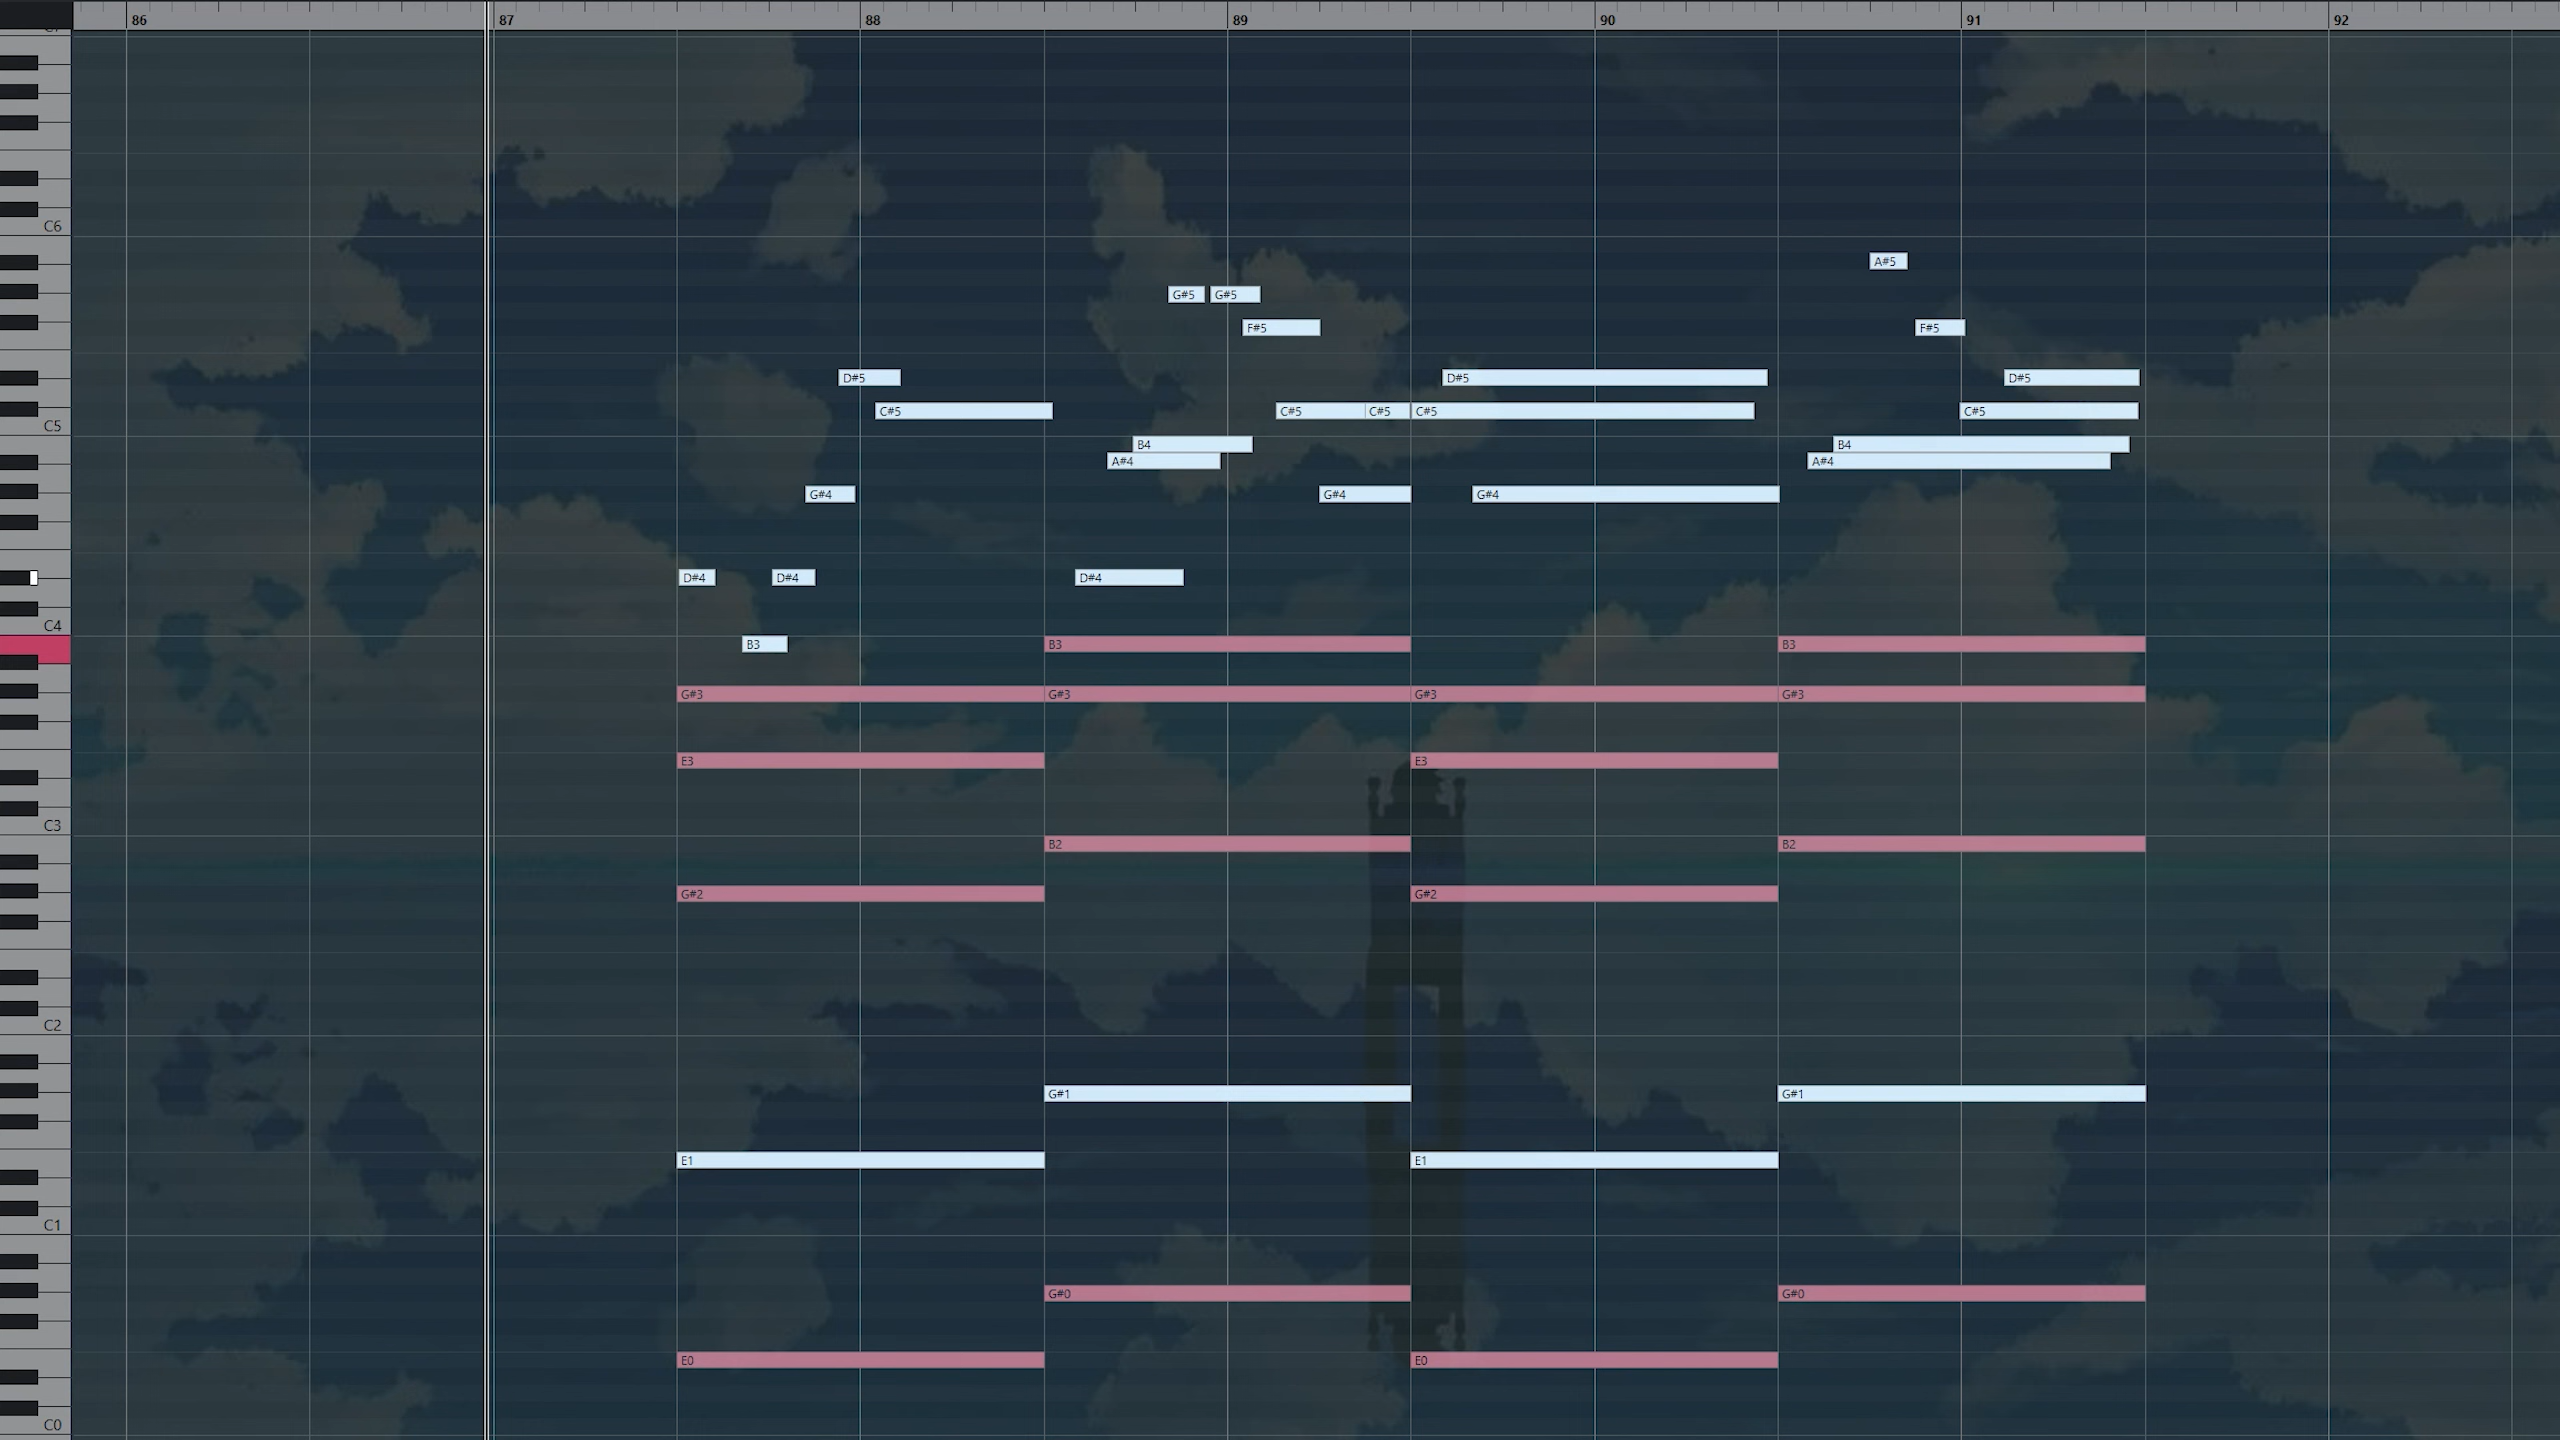 86 87 88 89 90 91 92
C6
A#5
G#5 G#5
F#5 F#5
D#5 D#5 D#5
C#5 C#5 C#5 C#5 C#5
C5
B4 B4
A#4 A#4
G#4 G#4 G#4
D#4 D#4 D#4
C4
B3 B3 B3
G#3 G#3 G#3 G#3
E3 E3
C3
B2 B2
G#2 G#2
C2
G#1 G#1
E1 E1
C1
G#0 G#0
E0 E0
C0